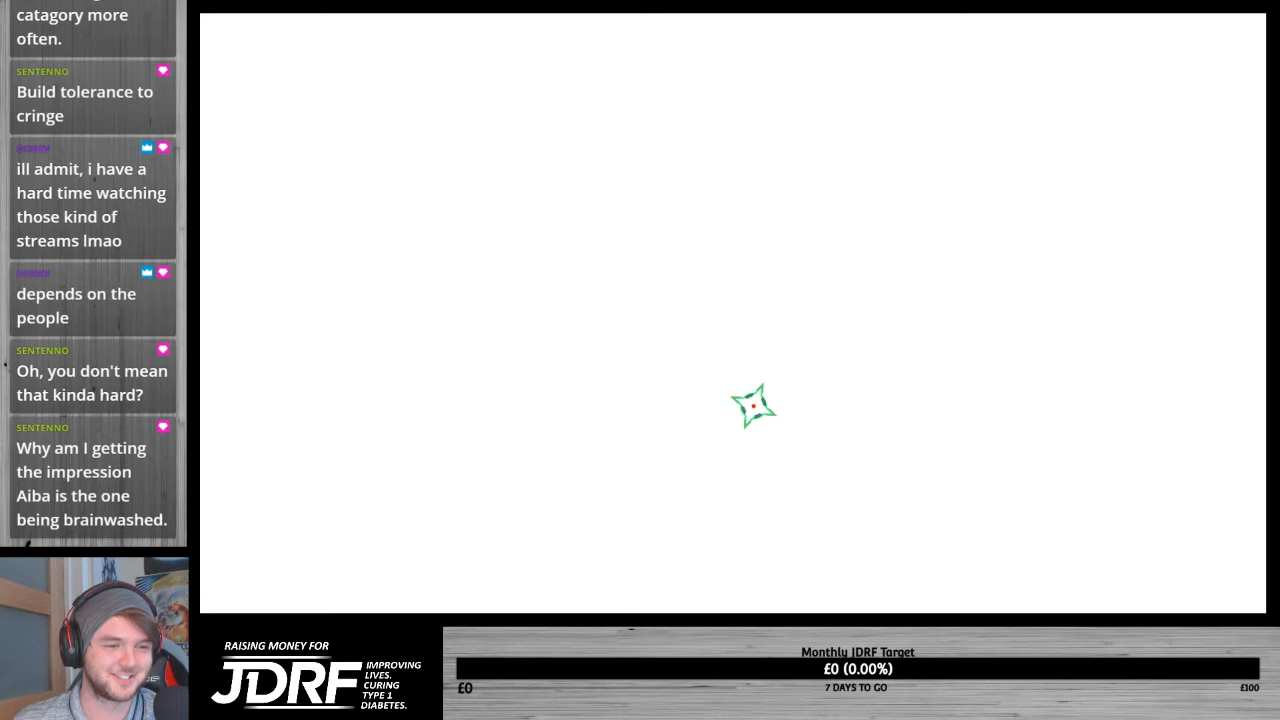 catagory more
often.
SENTENNO
Build tolerance to
cringe
ill admit, i have a
hard time watching
those kind of
streams lmao
depends on the
people
SENTENNO
Oh, you don't mean
that kinda hard?
SENTENNO
Why am I getting
the impression
Aiba is the one
being brainwashed.
RAISING MONEY FOR
JDRF
IMPROVING
LIVES.
CURING
TYPE 1
DIABETES.
Monthly JDRF Target
£0 (0.00%)
£0
7 DAYS TO GO
£100